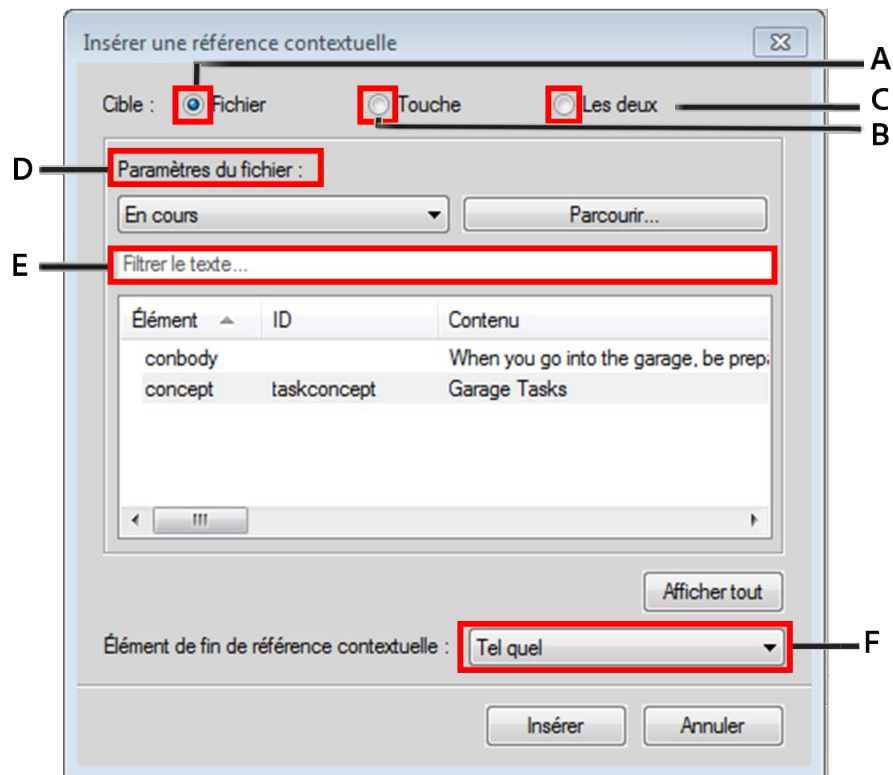 Insérer une référence contextuelle
A
Cible : Fichier Touche Les deux
C
B
D
Paramètres du fichier :
En cours Parcourir...
E
Filtrer le texte...
Élément ID Contenu
conbody When you go into the garage, be prep
concept taskconcept Garage Tasks
Afficher tout
Élément de fin de référence contextuelle : Tel quel
F
Insérer Annuler